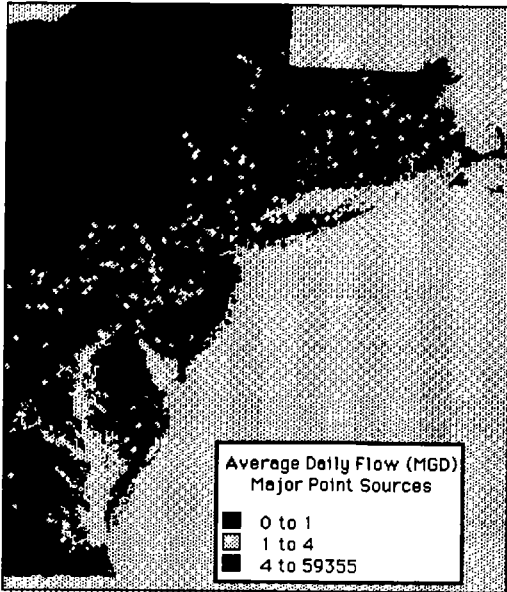 Average Daily Flow (MGD)
Major Point Sources
0 to 1
1 to 4
4 to 59355